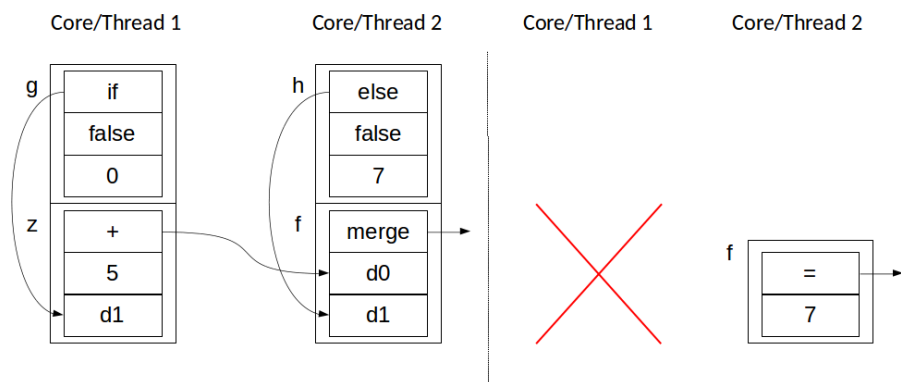 Core/Thread 1 Core/Thread 2 Core/Thread 1 Core/Thread 2
g if h else
false false
0 7
z + f merge
5 d0 f =
d1 d1 7